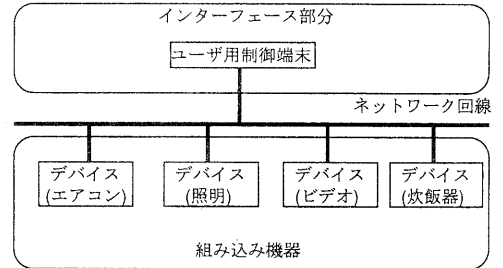 インターフェース部分
ユーザ用制御端末
ネットワーク回線
デバイス
(エアコン)
デバイス
(照明)
デバイス
(ビデオ)
デバイス
(炊飯器)
組み込み機器